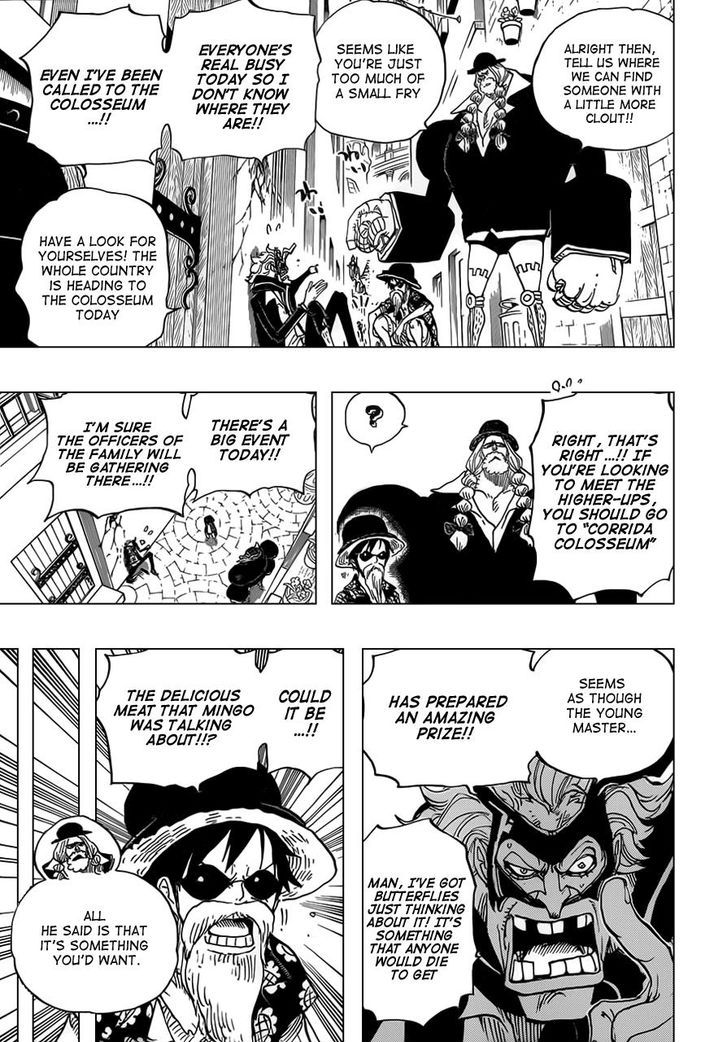 ALRIGHT THEN,
TELL US WHERE
WE CAN FIND
SOMEONE WITH
A LITTLE MORE
CLOUT!!
SEEMS LIKE
YOU'RE JUST
TOO MUCH OF
A SMALL FRY
EVERYONE'S
REAL BUSY
TODAY SO I
DON'T KNOW
WHERE THEY
ARE!!
EVEN I'VE BEEN
CALLED TO THE
COLOSSEUM
...!!
HAVE A LOOK FOR
YOURSELVES! THE
WHOLE COUNTRY
IS HEADING TO
THE COLOSSEUM
TODAY
RIGHT, THAT'S
RIGHT...!! IF
YOU'RE LOOKING
TO MEET THE
HIGHER-UPS,
YOU SHOULD GO
TO "CORRIDA
COLOSSEUM"
?
THERE'S A
BIG EVENT
TODAY!!
I'M SURE
THE OFFICERS OF
THE FAMILY WILL
BE GATHERING
THERE...!!
SEEMS
AS THOUGH
THE YOUNG
MASTER...
HAS PREPARED
AN AMAZING
PRIZE!!
MAN, I'VE GOT
BUTTERFLIES
JUST THINKING
ABOUT IT! IT'S
SOMETHING
THAT ANYONE
WOULD DIE
TO GET
COULD
IT BE
...!!
THE DELICIOUS
MEAT THAT MINGO
WAS TALKING
ABOUT!!?
ALL
HE SAID IS THAT
IT'S SOMETHING
YOU'D WANT.